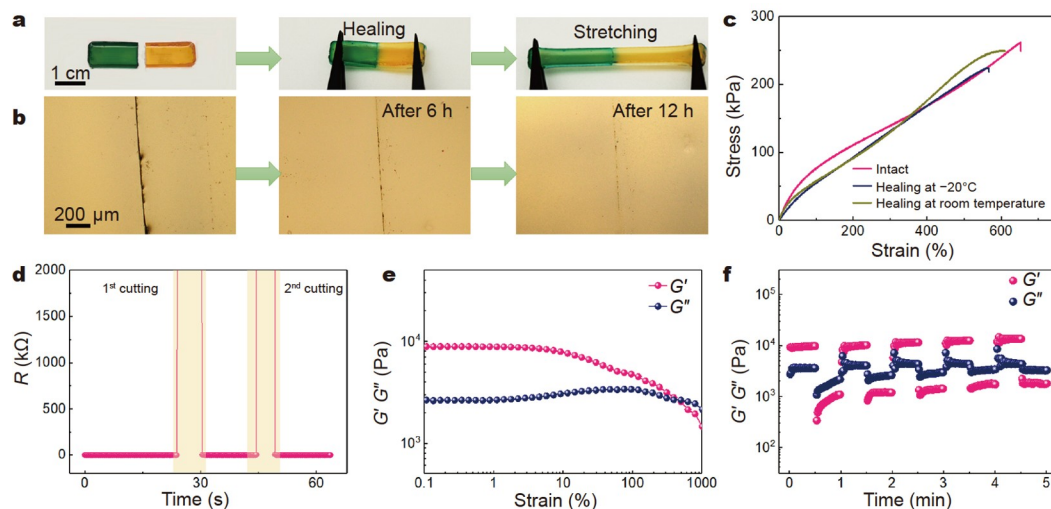 a
Healing
Stretching
1 cm
b
After 6 h
After 12 h
200 μm
c
300
250
200
150
100
50
0
Stress (kPa)
Intact
Healing at −20°C
Healing at room temperature
0
200
400
600
800
Strain (%)
d
2000
1500
1000
500
0
R (kΩ)
1st cutting
2nd cutting
0
30
60
Time (s)
e
G′
G″
10⁴
10³
G′ G″ (Pa)
0.1
1
10
100
1000
Strain (%)
f
G′
G″
10⁵
10⁴
10³
10²
G′ G″ (Pa)
0
1
2
3
4
5
Time (min)